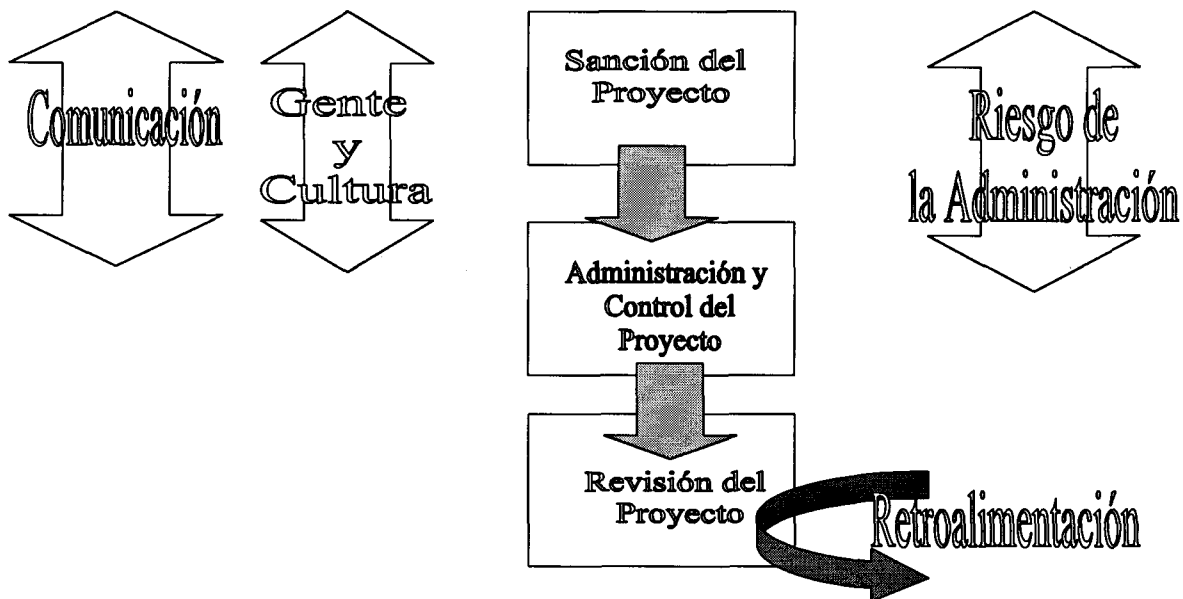 Comunicación
Gente
y
Cultura
Sanción del
Proyecto
Riesgo de
la Administración
Administración y
Control del
Proyecto
Revisión del
Proyecto
Retroalimentación